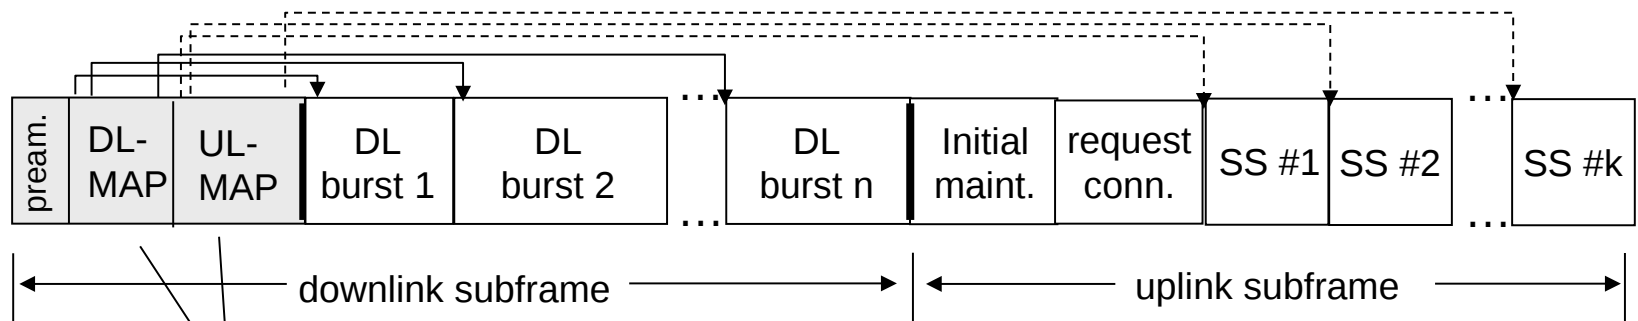 pream.
DL-
MAP
UL-
MAP
DL
burst 1
DL
burst 2
…
…
DL
burst n
Initial
maint.
request
conn.
SS #1
SS #2
…
…
SS #k
downlink subframe
uplink subframe